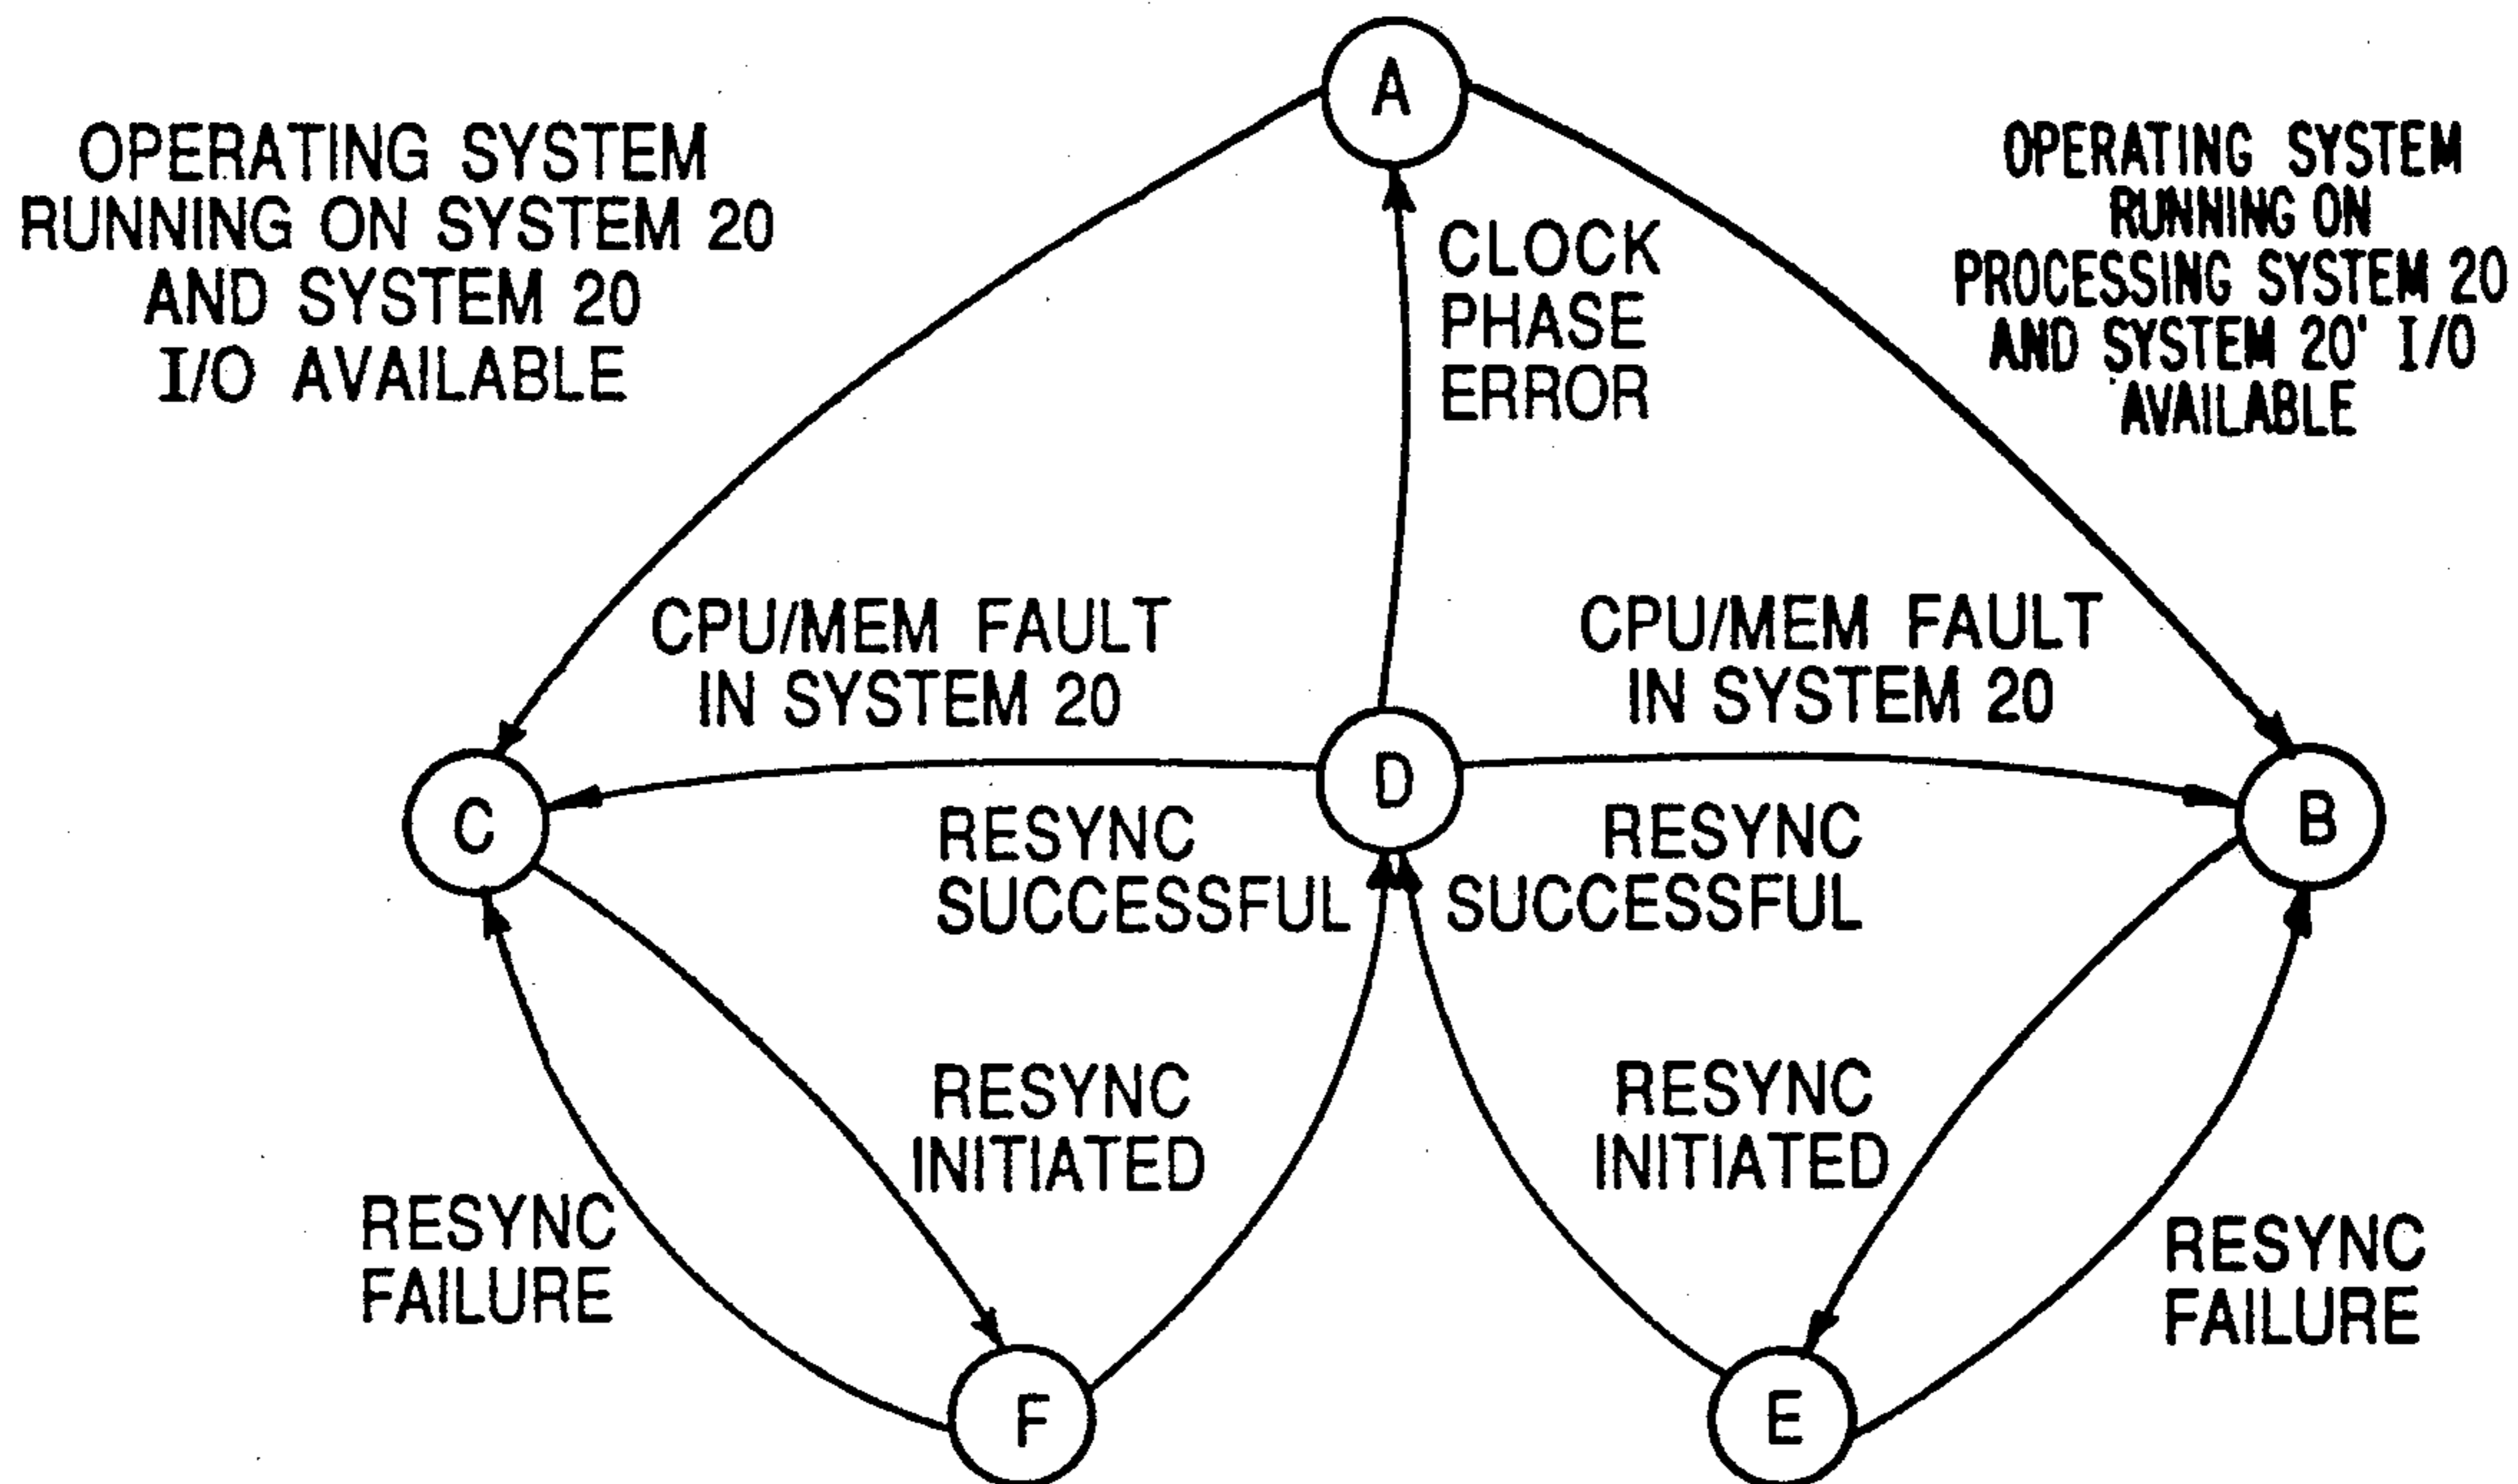 A
OPERATING SYSTEM
RUNNING ON SYSTEM 20
AND SYSTEM 20
I/O AVAILABLE
CLOCK
PHASE
ERROR
OPERATING SYSTEM
RUNNING ON
PROCESSING SYSTEM 20
AND SYSTEM 20' I/O
AVAILABLE
CPU/MEM FAULT
IN SYSTEM 20
CPU/MEM FAULT
IN SYSTEM 20
C
D
B
RESYNC
SUCCESSFUL
RESYNC
SUCCESSFUL
RESYNC
INITIATED
RESYNC
INITIATED
RESYNC
FAILURE
RESYNC
FAILURE
F
E